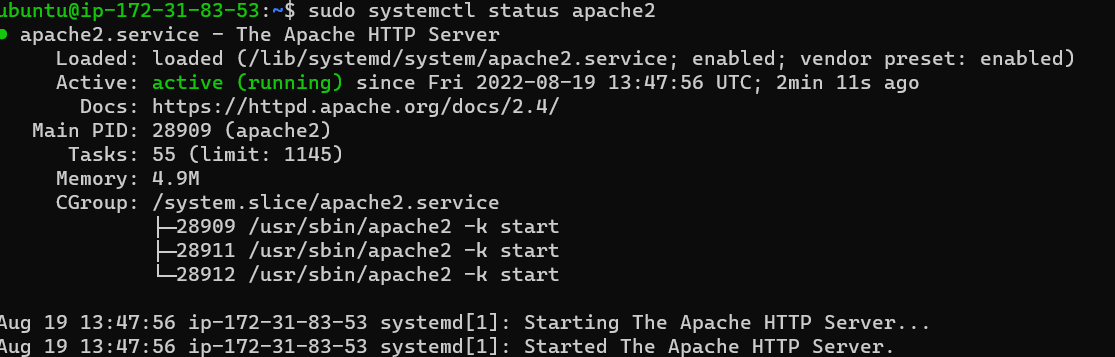 ubuntu@ip-172-31-83-53:~$ sudo systemctl status apache2
● apache2.service - The Apache HTTP Server
     Loaded: loaded (/lib/systemd/system/apache2.service; enabled; vendor preset: enabled)
     Active: active (running) since Fri 2022-08-19 13:47:56 UTC; 2min 11s ago
       Docs: https://httpd.apache.org/docs/2.4/
   Main PID: 28909 (apache2)
      Tasks: 55 (limit: 1145)
     Memory: 4.9M
     CGroup: /system.slice/apache2.service
             ├─28909 /usr/sbin/apache2 -k start
             ├─28911 /usr/sbin/apache2 -k start
             └─28912 /usr/sbin/apache2 -k start

Aug 19 13:47:56 ip-172-31-83-53 systemd[1]: Starting The Apache HTTP Server...
Aug 19 13:47:56 ip-172-31-83-53 systemd[1]: Started The Apache HTTP Server.